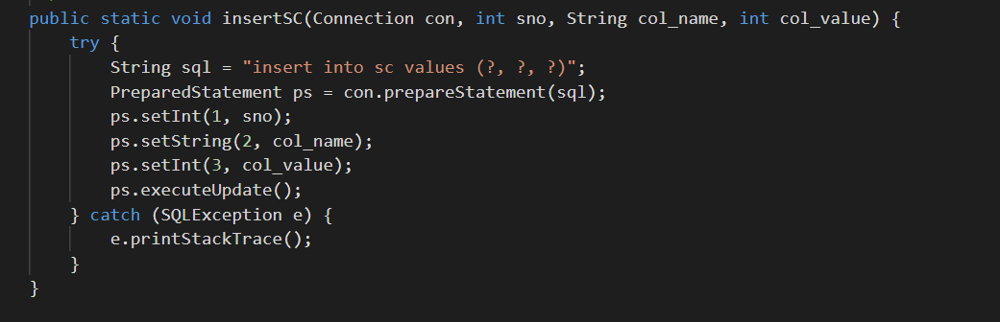 public static void insertSC(Connection con, int sno, String col_name, int col_value) {
    try {
        String sql = "insert into sc values (?, ?, ?)";
        PreparedStatement ps = con.prepareStatement(sql);
        ps.setInt(1, sno);
        ps.setString(2, col_name);
        ps.setInt(3, col_value);
        ps.executeUpdate();
    } catch (SQLException e) {
        e.printStackTrace();
    }
}